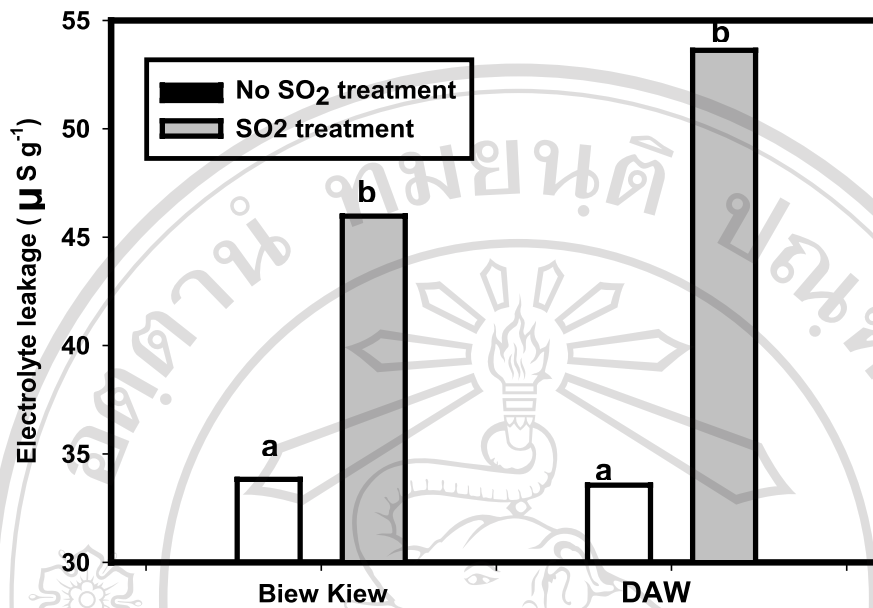 55
b
No SO2 treatment
SO2 treatment
50
b
45
40
35
a
a
30
Electrolyte leakage ( μ S g-1)
Biew Kiew
DAW